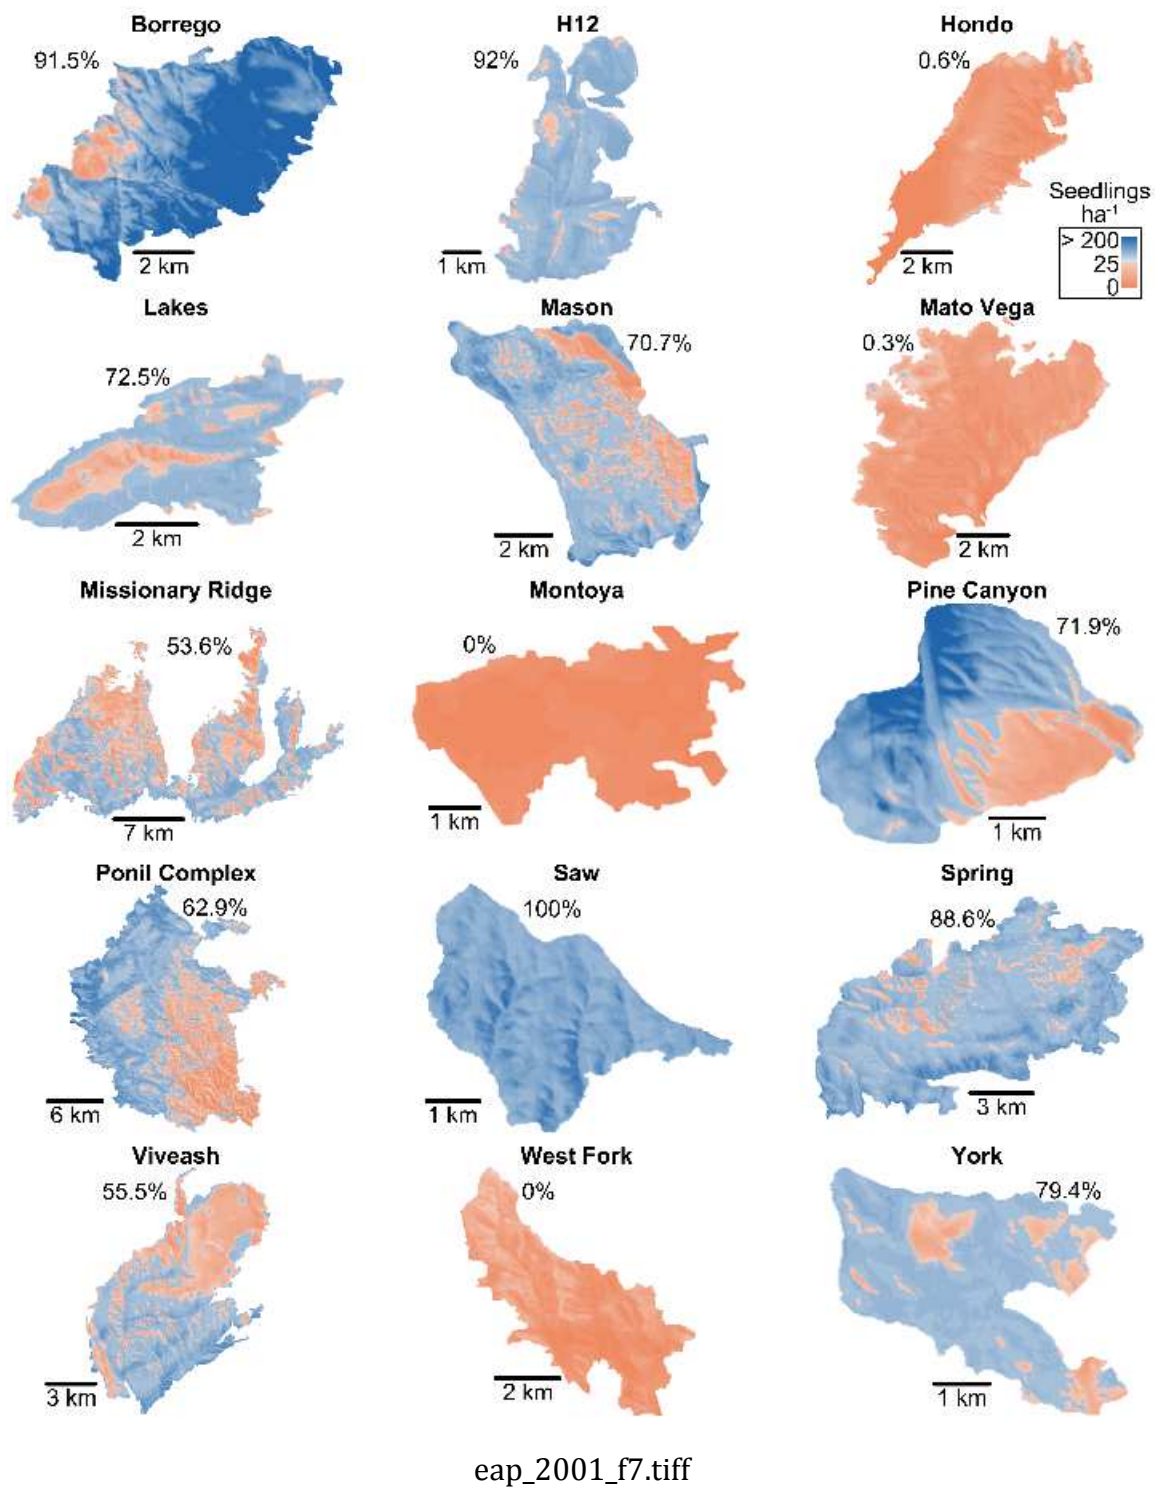 Borrego
91.5%
2 km
H12
92%
1 km
Hondo
0.6%
2 km
Seedlings
ha⁻¹
> 200
25
0
Lakes
72.5%
2 km
Mason
70.7%
2 km
Mato Vega
0.3%
2 km
Missionary Ridge
53.6%
7 km
Montoya
0%
1 km
Pine Canyon
71.9%
1 km
Ponil Complex
62.9%
6 km
Saw
100%
1 km
Spring
88.6%
3 km
Viveash
55.5%
3 km
West Fork
0%
2 km
York
79.4%
1 km
eap_2001_f7.tiff